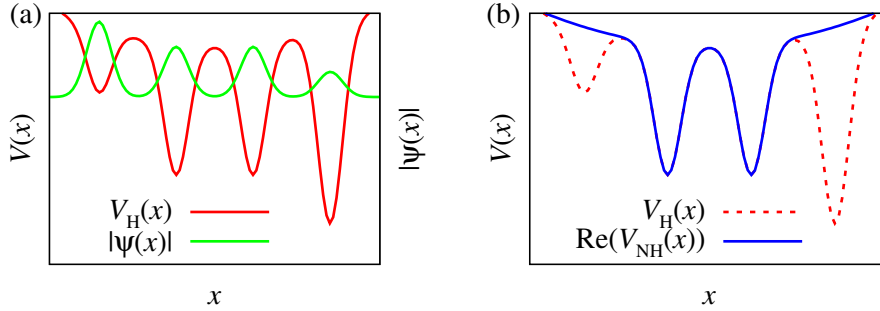 (a)
V(x)
|ψ(x)|
V_H(x)
|ψ(x)|
x
(b)
V(x)
V_H(x)
Re(V_NH(x))
x